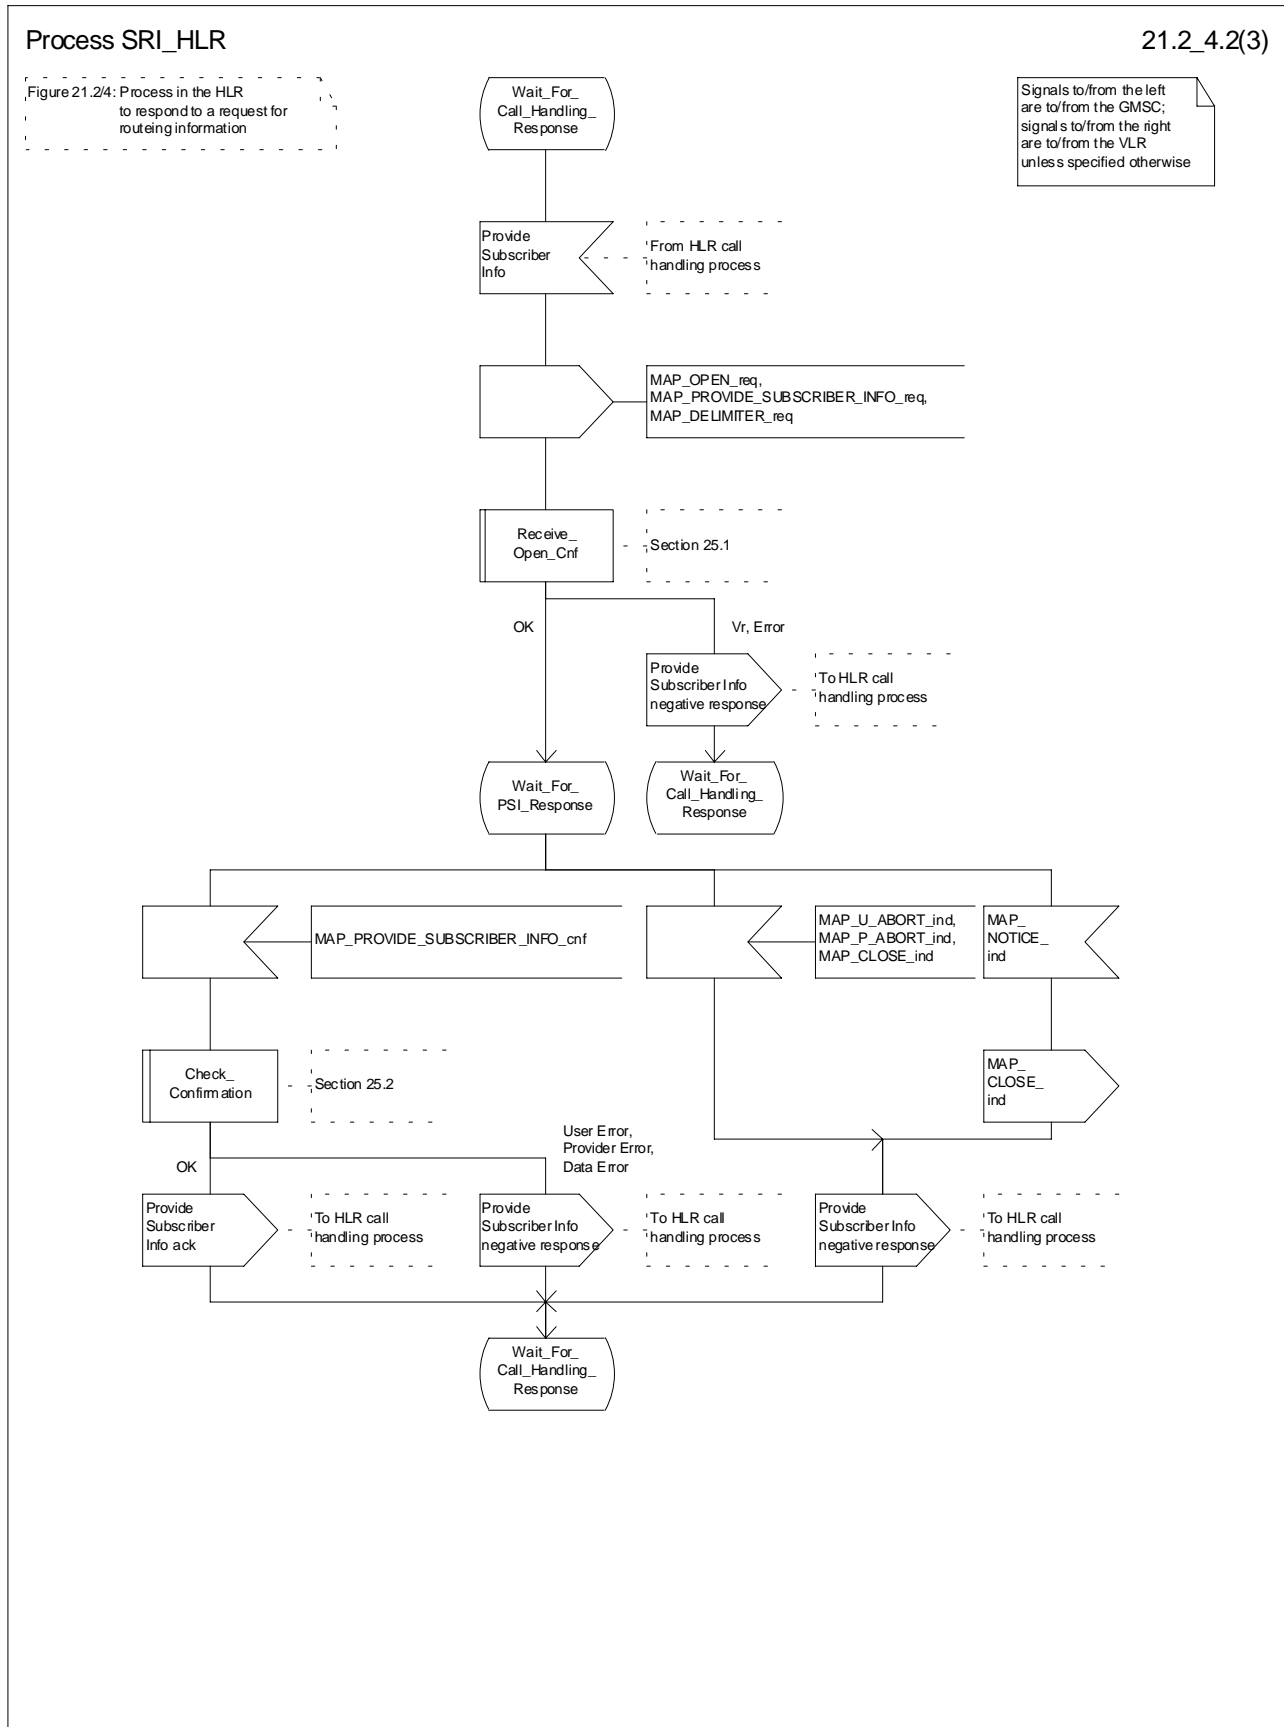 Process SRI_HLR
21.2_4.2(3)
Figure 21.2/4: Process in the HLR
to respond to a request for
routeing information
Wait_For_
Call_Handling_
Response
Signals to/from the left
are to/from the GMSC;
signals to/from the right
are to/from the VLR
unless specified otherwise
Provide
Subscriber
Info
From HLR call
handling process
MAP_OPEN_req,
MAP_PROVIDE_SUBSCRIBER_INFO_req,
MAP_DELIMITER_req
Receive_
Open_Cnf
Section 25.1
OK
Vr, Error
Provide
Subscriber Info
negative response
To HLR call
handling process
Wait_For_
PSI_Response
Wait_For_
Call_Handling_
Response
MAP_PROVIDE_SUBSCRIBER_INFO_cnf
MAP_U_ABORT_ind,
MAP_P_ABORT_ind,
MAP_CLOSE_ind
MAP_
NOTICE_
ind
Check_
Confirmation
Section 25.2
MAP_
CLOSE_
ind
OK
User Error,
Provider Error,
Data Error
Provide
Subscriber
Info ack
To HLR call
handling process
Provide
Subscriber Info
negative response
To HLR call
handling process
Provide
Subscriber Info
negative response
To HLR call
handling process
Wait_For_
Call_Handling_
Response